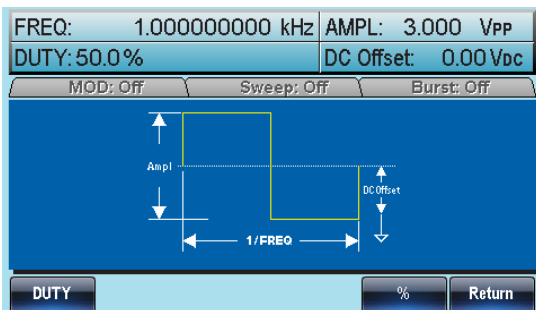 FREQ: 1.000000000 kHz AMPL: 3.000 VPP
DUTY: 50.0% DC Offset: 0.00 VDC
MOD: Off Sweep: Off Burst: Off
Ampl
DC Offset
1/FREQ
DUTY % Return